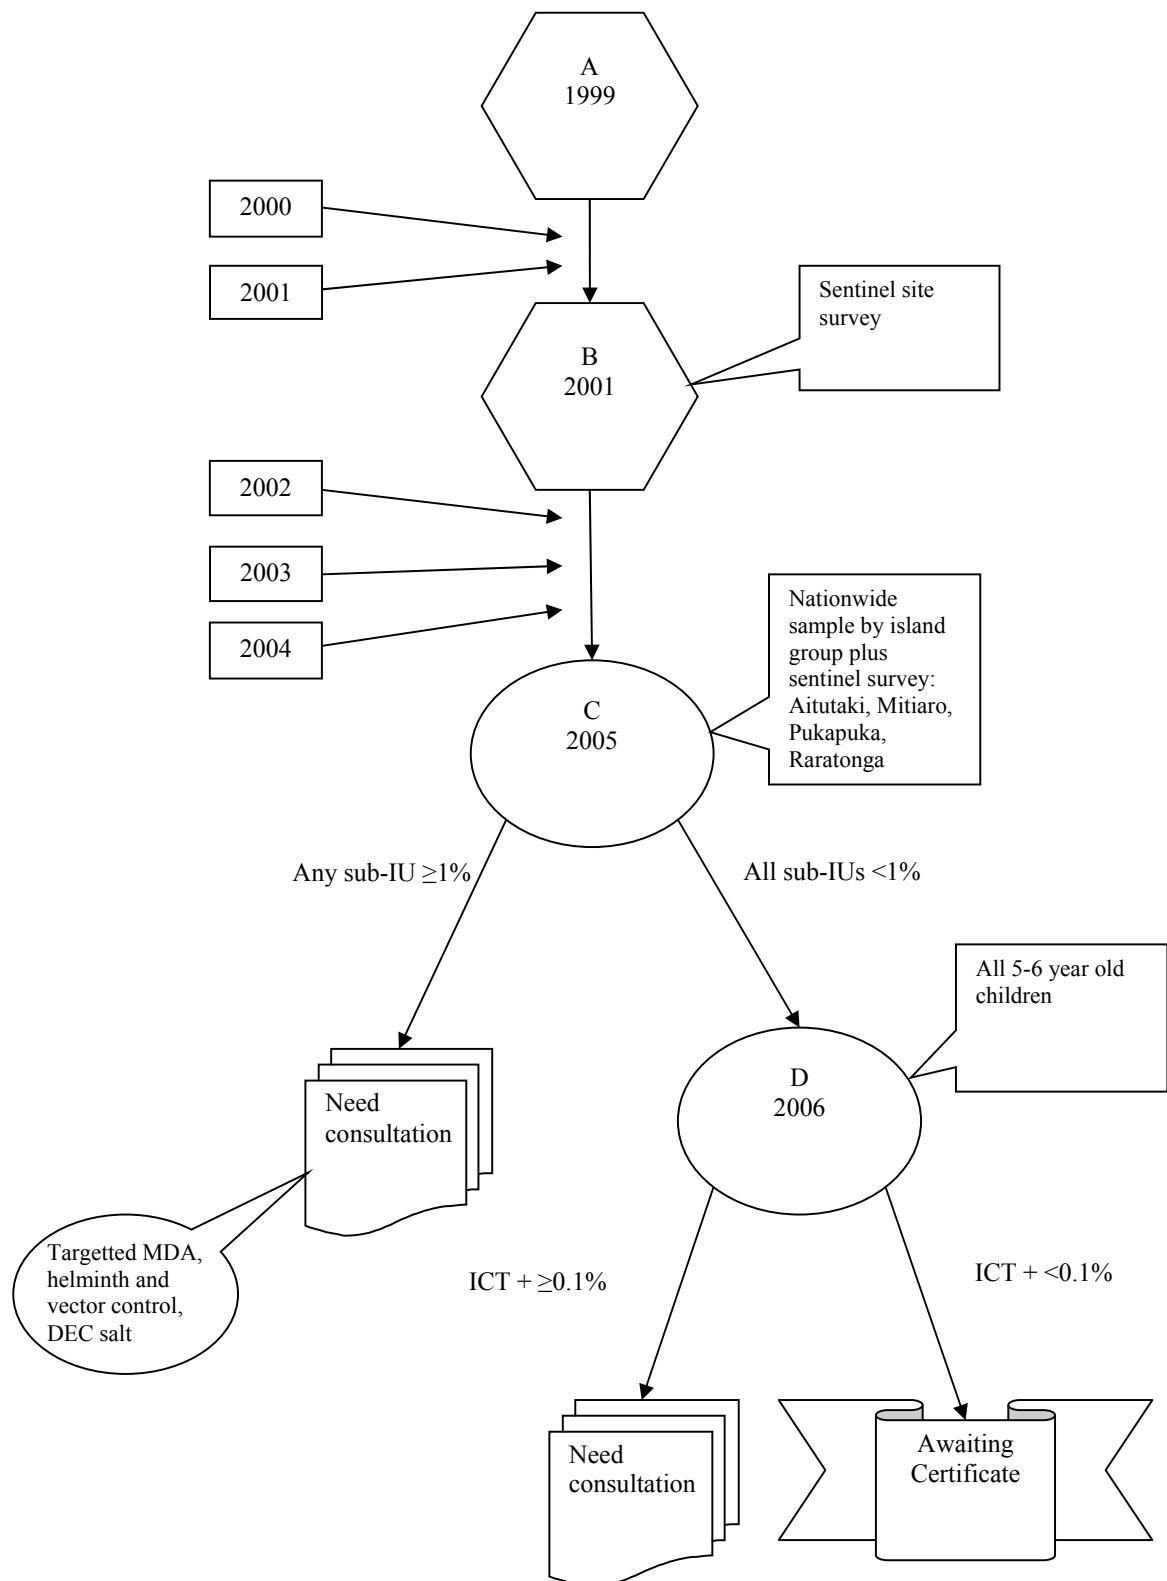 A
1999
2000
2001
Sentinel site
survey
B
2001
2002
2003
2004
Nationwide
sample by island
group plus
sentinel survey:
Aitutaki, Mitiaro,
Pukapuka,
Raratonga
C
2005
Any sub-IU ≥1%
All sub-IUs <1%
All 5-6 year old
children
D
2006
Need
consultation
Targetted MDA,
helminth and
vector control,
DEC salt
ICT + ≥0.1%
ICT + <0.1%
Need
consultation
Awaiting
Certificate